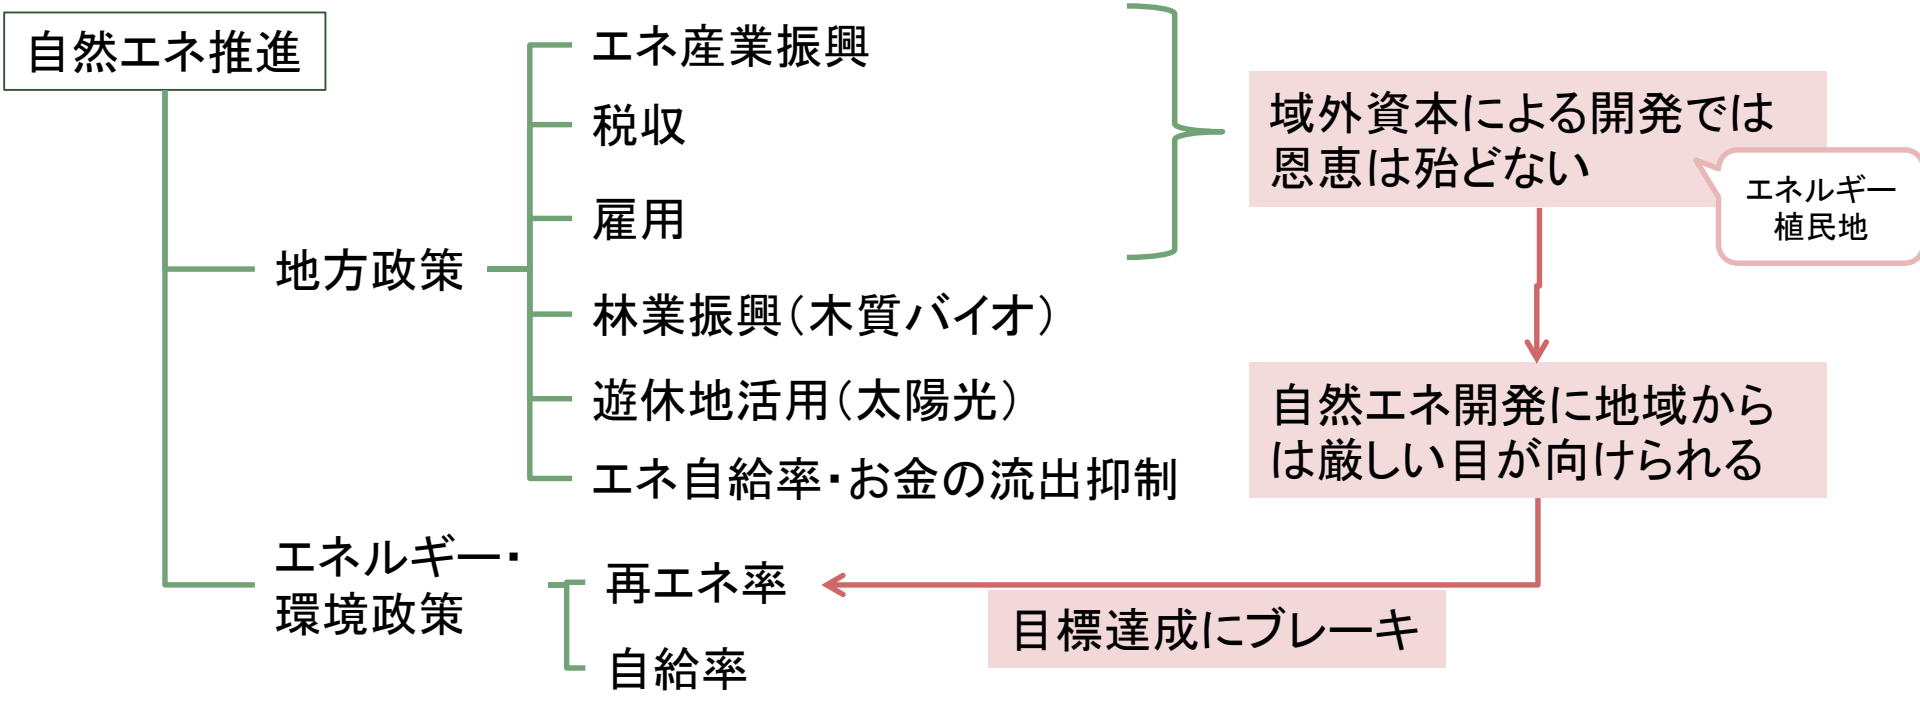 自然エネ推進
地方政策
エネ産業振興
税収
雇用
林業振興（木質バイオ）
遊休地活用（太陽光）
エネ自給率・お金の流出抑制
エネルギー・
環境政策
再エネ率
自給率
域外資本による開発では
恩恵は殆どない
エネルギー
植民地
自然エネ開発に地域から
は厳しい目が向けられる
目標達成にブレーキ